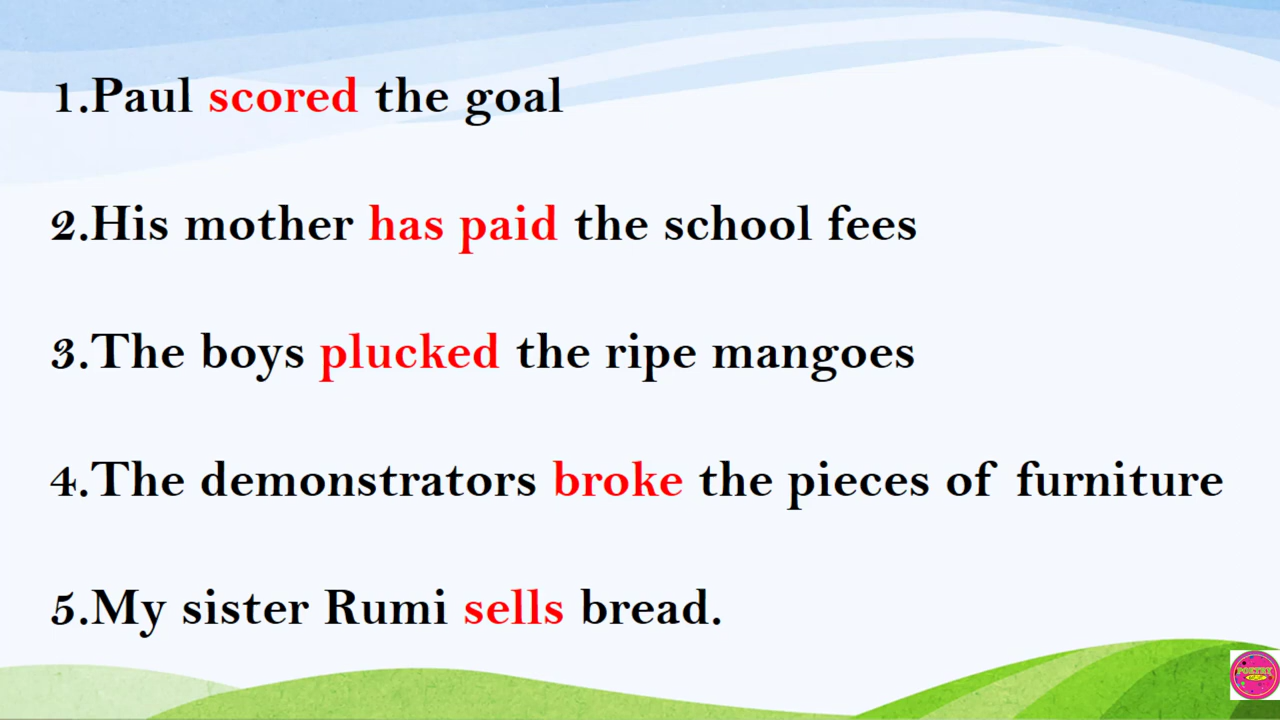 1.Paul scored the goal
2.His mother has paid the school fees
3.The boys plucked the ripe mangoes
4.The demonstrators broke the pieces of furniture
5.My sister Rumi sells bread.
POETRY